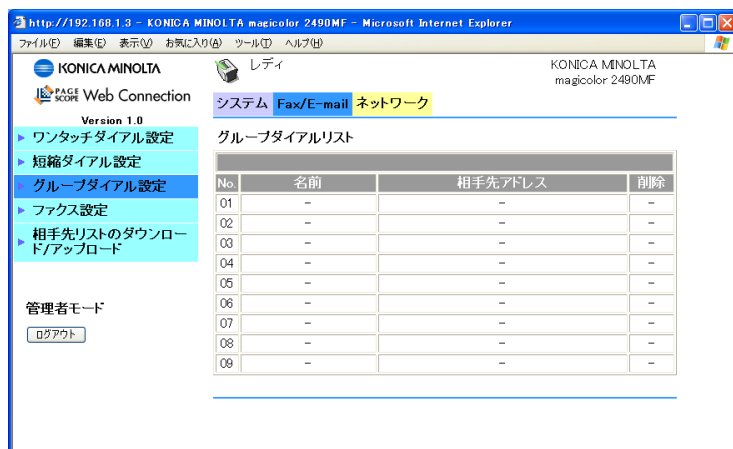 http://192.168.1.3 - KONICA MINOLTA magicolor 2490MF - Microsoft Internet Explorer
ファイル(F) 編集(E) 表示(V) お気に入り(A) ツール(T) ヘルプ(H)
KONICA MINOLTA
レディ
KONICA MINOLTA
magicolor 2490MF
PAGE SCOPE Web Connection
Version 1.0
システム Fax/E-mail ネットワーク
ワンタッチダイアル設定
短縮ダイアル設定
グループダイアル設定
ファクス設定
相手先リストのダウンロー
ド/アップロード
管理者モード
ログアウト
グループダイアルリスト
No. 名前 相手先アドレス 削除
01 - - -
02 - - -
03 - - -
04 - - -
05 - - -
06 - - -
07 - - -
08 - - -
09 - - -